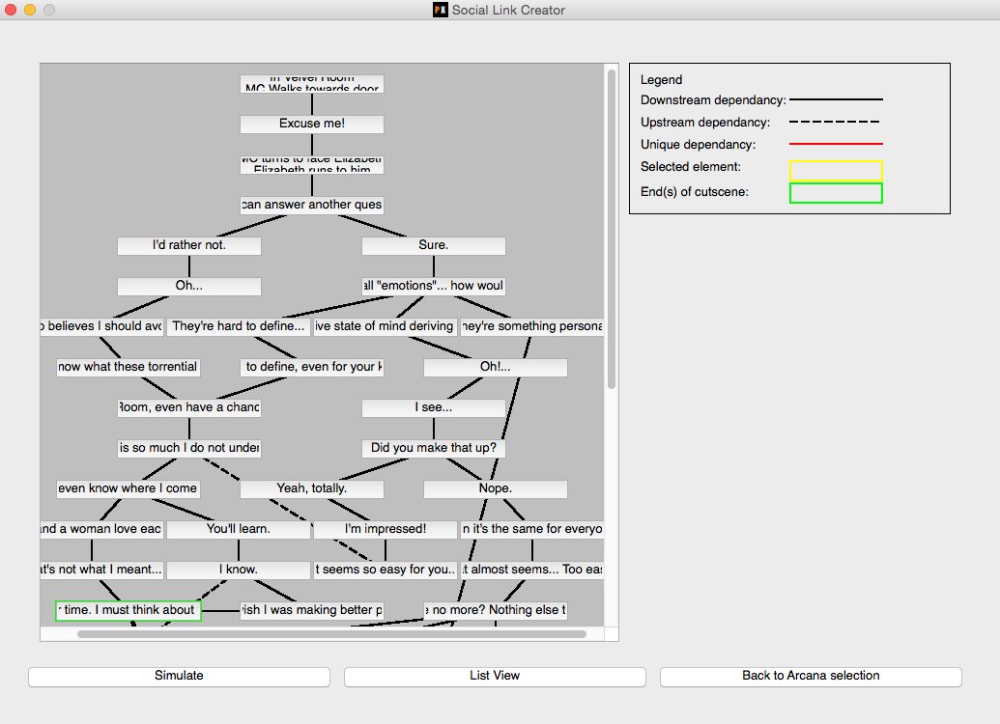 PX Social Link Creator
In Velvet Room
MC Walks towards door
Excuse me!
MC turns to face Elizabeth
Elizabeth runs to him
can answer another ques
I'd rather not.
Sure.
Oh...
all "emotions"... how woul
believes I should avo
They're hard to define...
ive state of mind deriving
hey're something persona
now what these torrential
to define, even for your k
Oh!...
Room, even have a chanc
I see...
is so much I do not under
Did you make that up?
even know where I come
Yeah, totally.
Nope.
and a woman love eac
You'll learn.
I'm impressed!
n it's the same for everyo
at's not what I meant...
I know.
t seems so easy for you..
t almost seems... Too eas
time. I must think about
ish I was making better p
e no more? Nothing else t
Legend
Downstream dependancy:
Upstream dependancy:
Unique dependancy:
Selected element:
End(s) of cutscene:
Simulate
List View
Back to Arcana selection